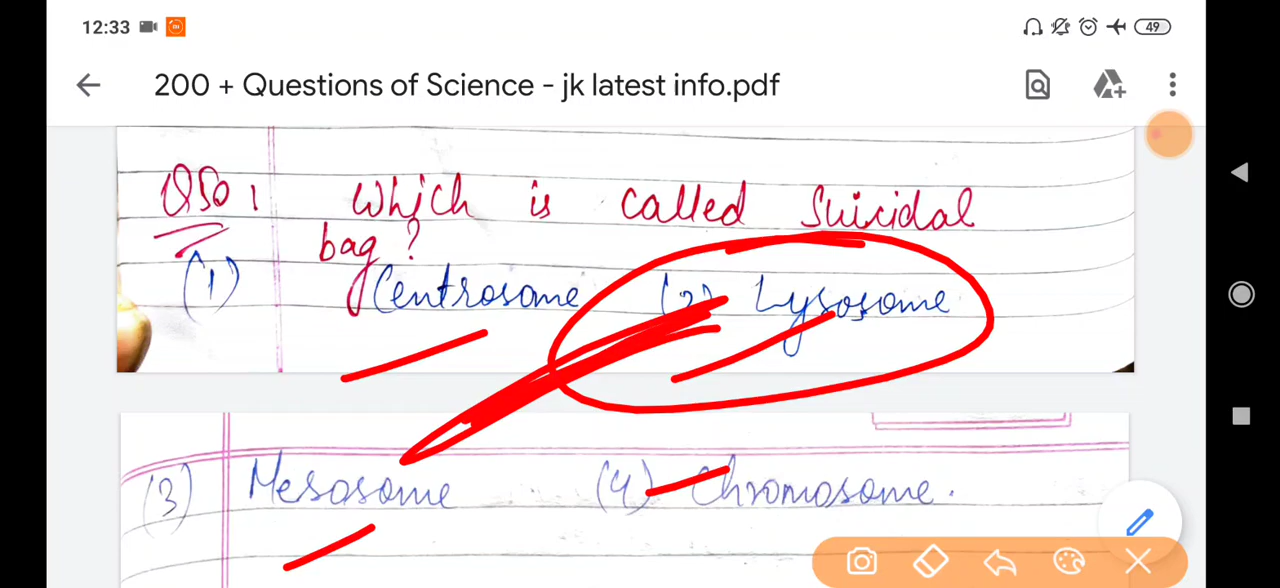 12:33
49
200 + Questions of Science - jk latest info.pdf
Q50: Which is called Suicidal
bag?
(1) Centrosome (2) Lysosome
(3) Mesosome (4) Chromosome.